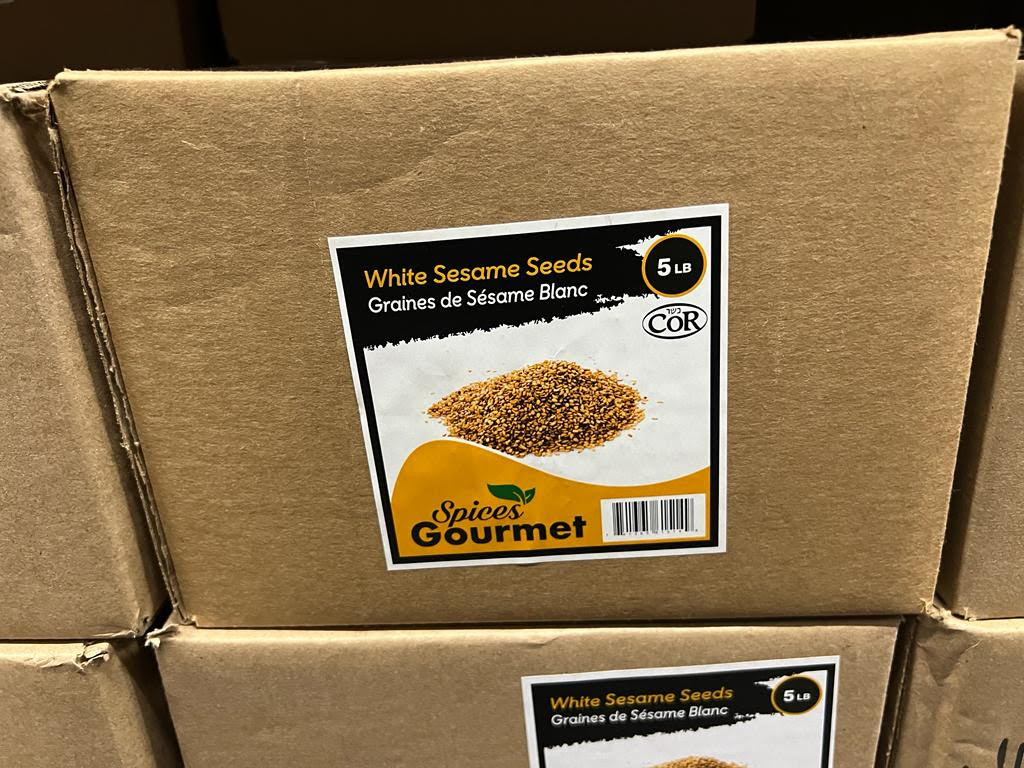 White Sesame Seeds
Graines de Sésame Blanc
5 LB
כשר
COR
Spices
Gourmet
White Sesame Seeds
Graines de Sésame Blanc
5 LB